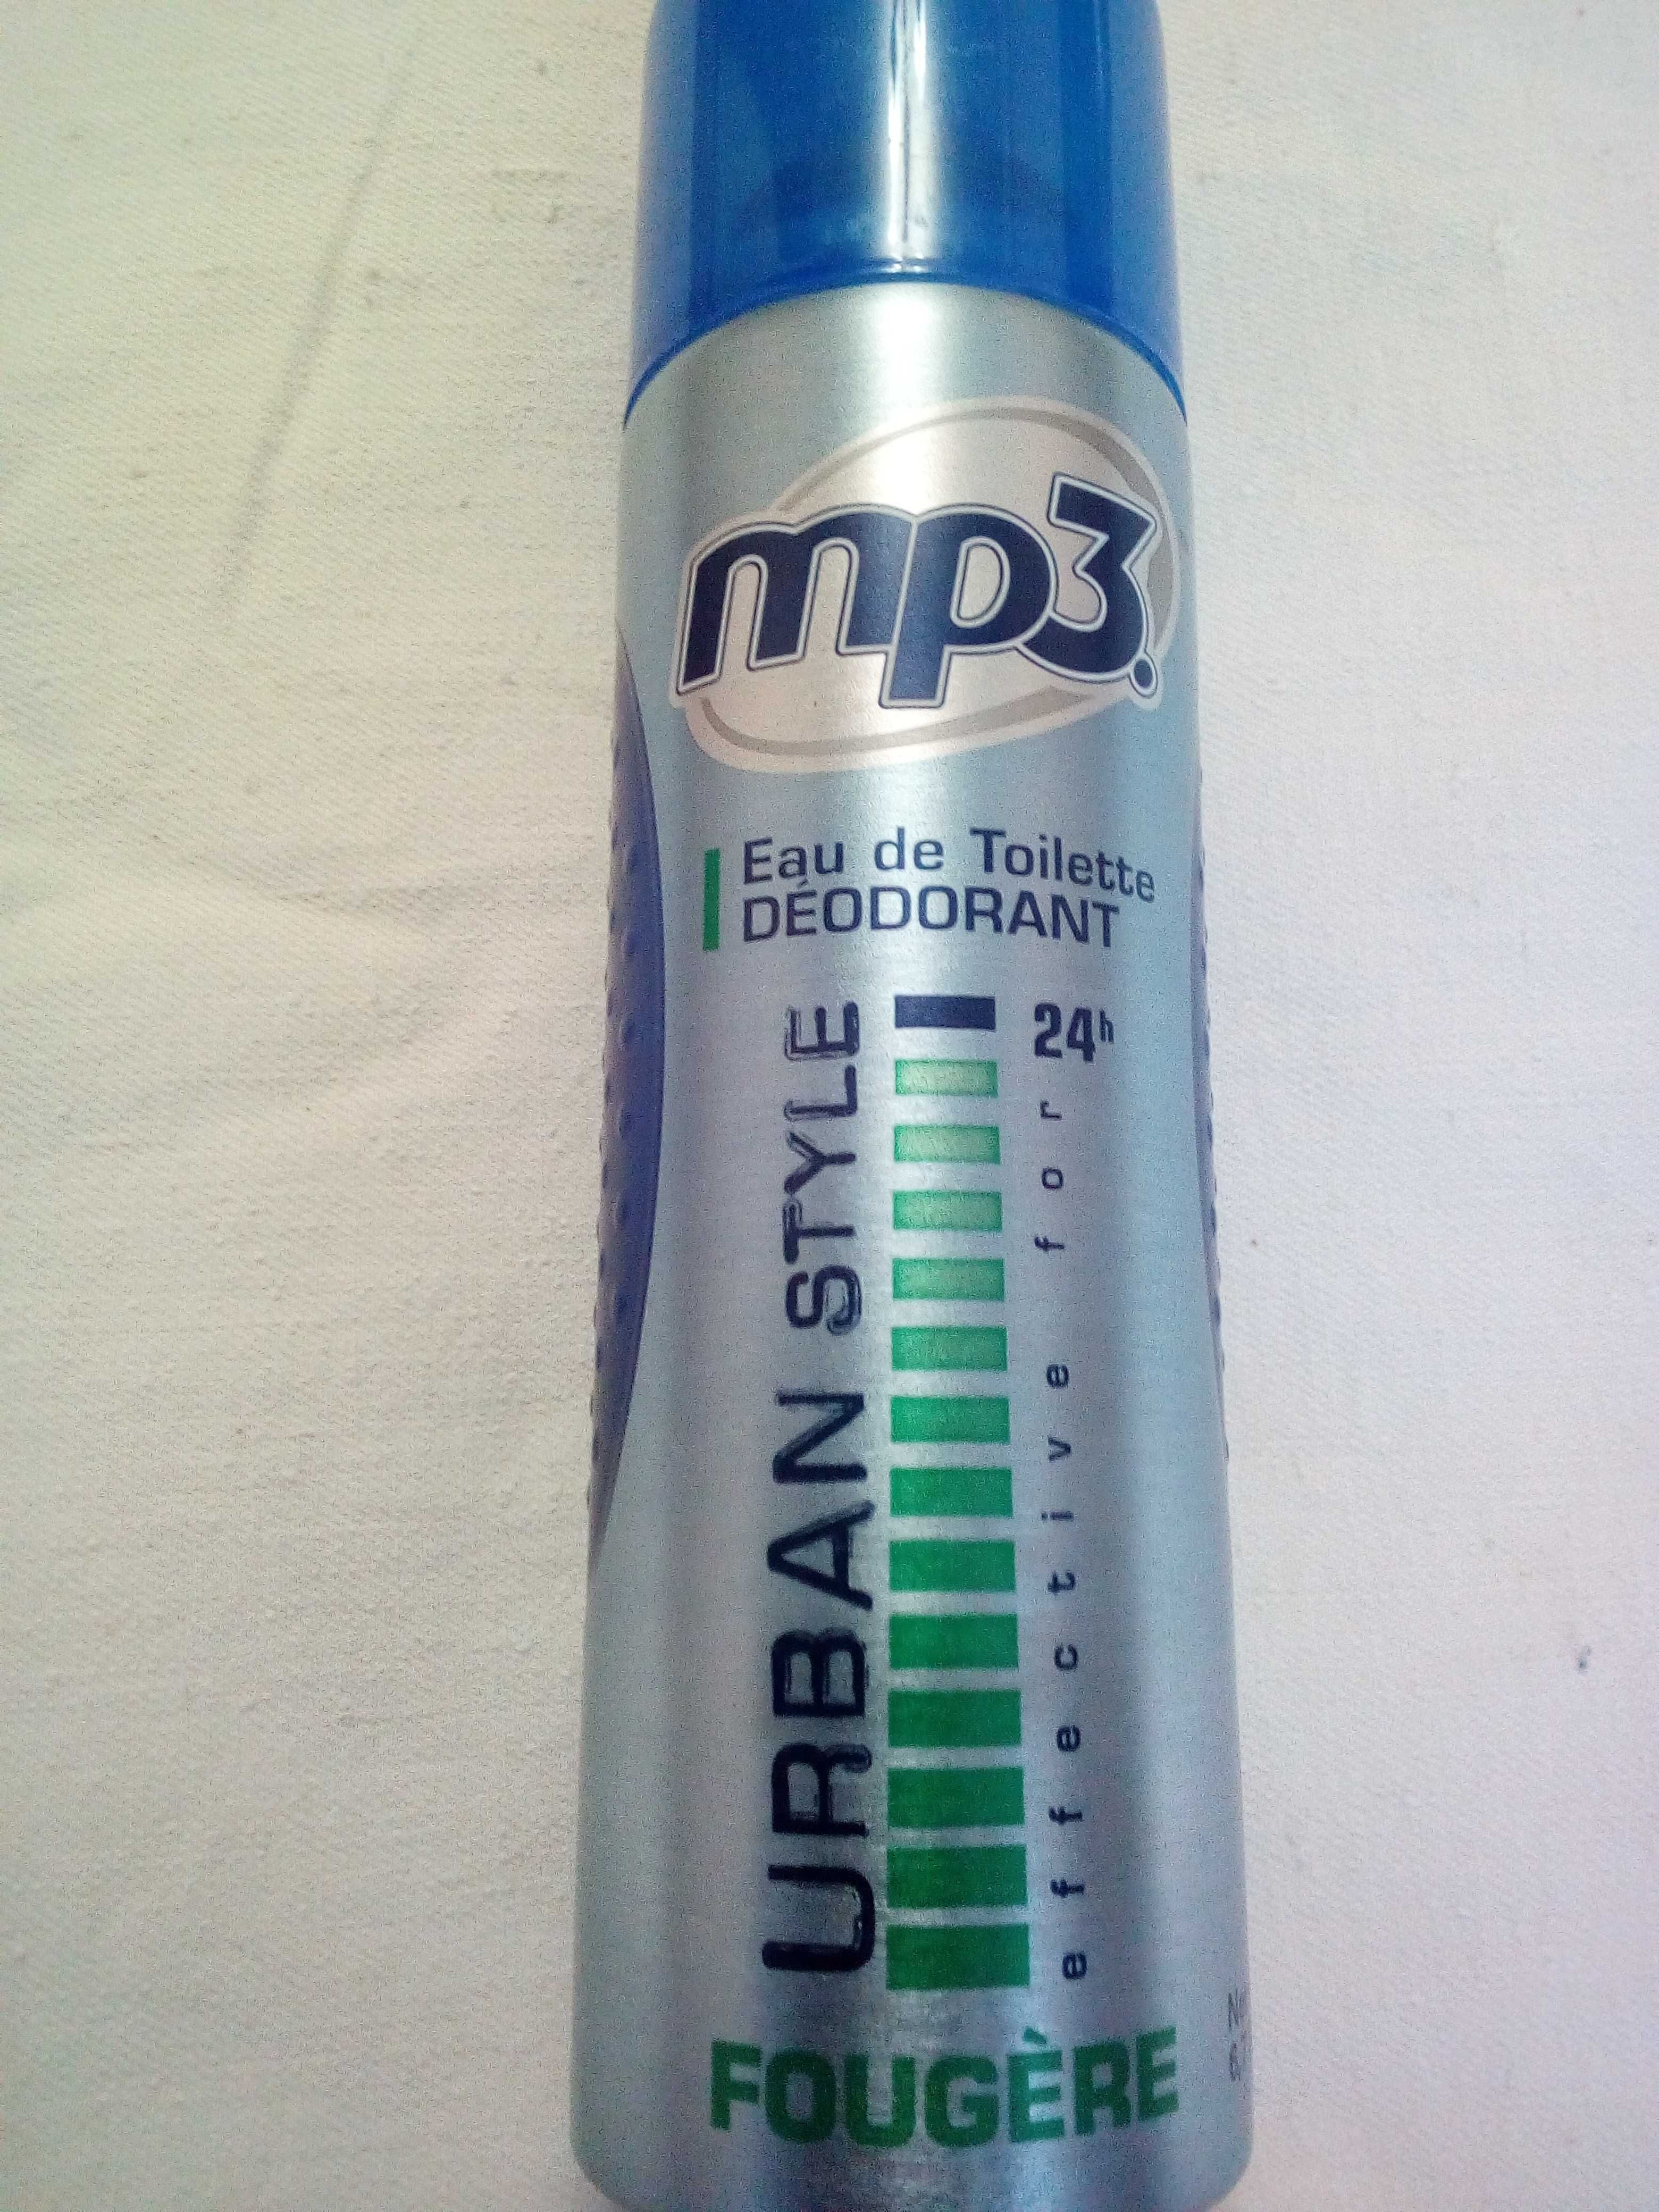 mp3.
Eau de Toilette
DÉODORANT
URBAN STYLE
effective for 24h
FOUGÈRE